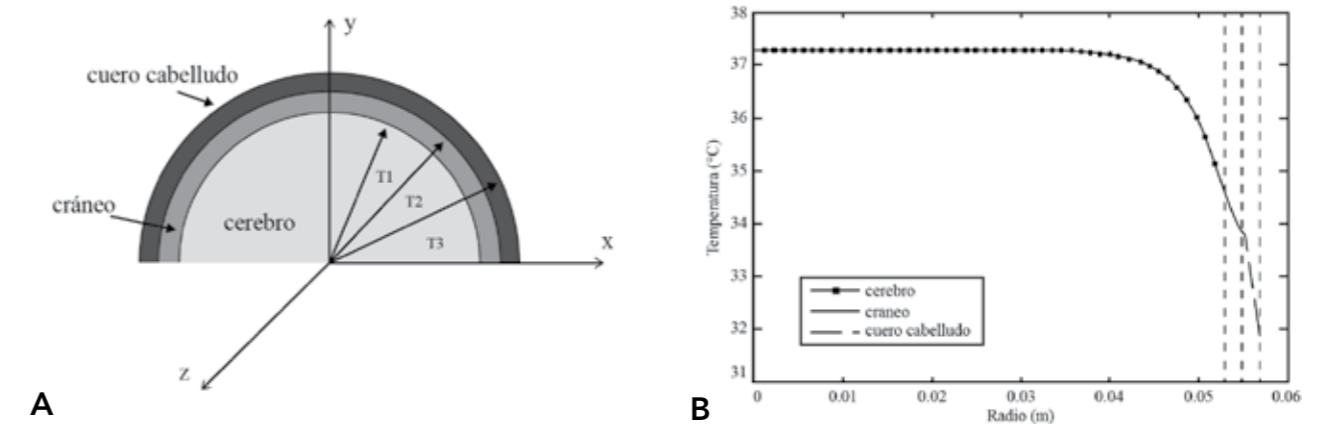 y
cuero cabelludo
T1
cráneo
T2
cerebro
T3
x
z
A
38
37
36
35
34
33
32
31
Temperatura (°C)
cerebro
craneo
cuero cabelludo
0 0.01 0.02 0.03 0.04 0.05 0.06
Radio (m)
B